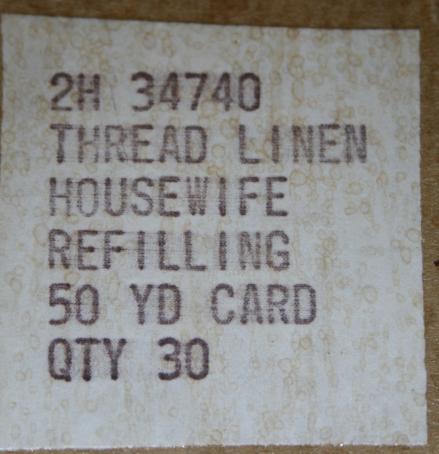 2H 34740
THREAD LINEN
HOUSEWIFE
REFILLING
50 YD CARD
QTY 30